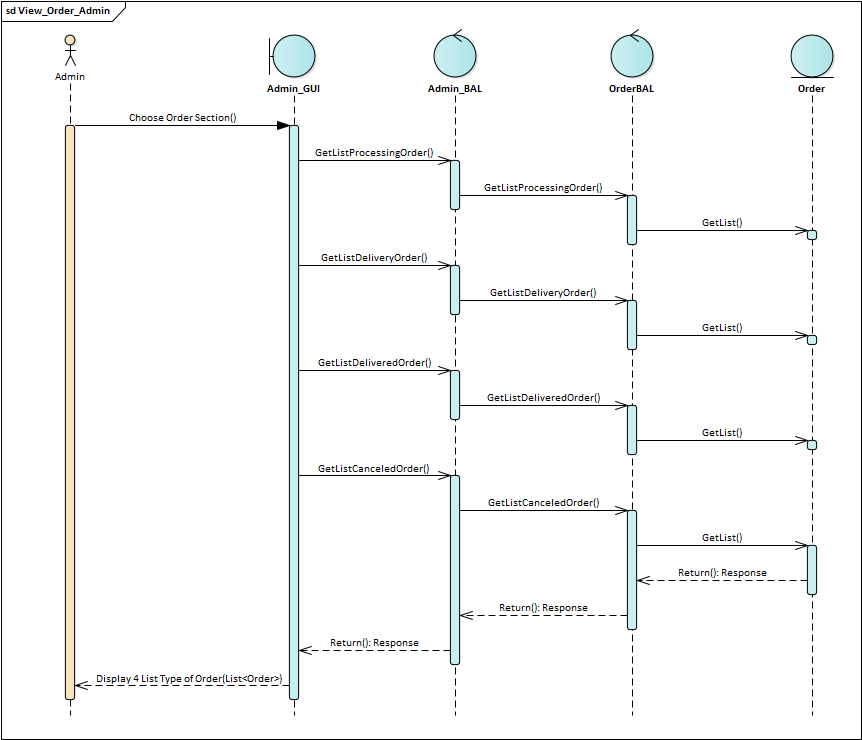 sd View_Order_Admin
Admin
Admin_GUI
Admin_BAL
OrderBAL
Order
Choose Order Section()
GetListProcessingOrder()
GetListProcessingOrder()
GetList()
GetListDeliveryOrder()
GetListDeliveryOrder()
GetList()
GetListDeliveredOrder()
GetListDeliveredOrder()
GetList()
GetListCanceledOrder()
GetListCanceledOrder()
GetList()
Return(): Response
Return(): Response
Return(): Response
Display 4 List Type of Order(List<Order>)